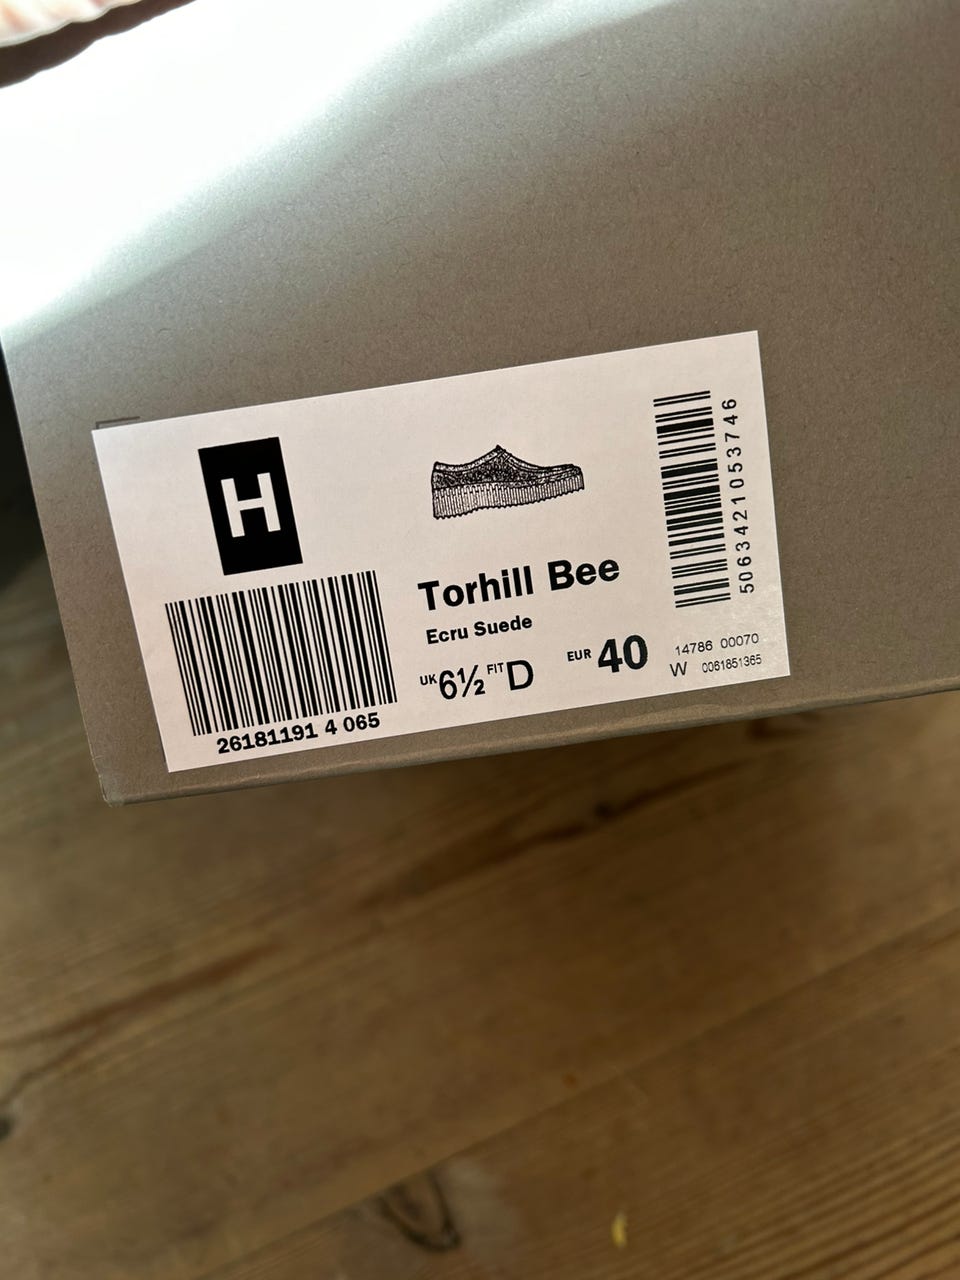 H
26181191 4 065
Torhill Bee
Ecru Suede
UK 6½ FIT D
EUR 40
5063421053746
14786 00070
W 0061851365